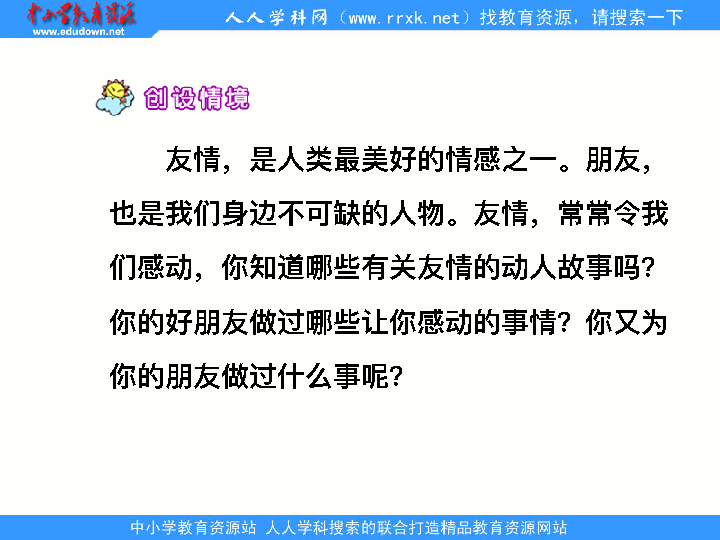 中小学教育资源
www.edudown.net
人人学科网（www.rrxk.net）找教育资源，请搜索一下
创设情境
友情，是人类最美好的情感之一。朋友，
也是我们身边不可缺的人物。友情，常常令我
们感动，你知道哪些有关友情的动人故事吗？
你的好朋友做过哪些让你感动的事情？你又为
你的朋友做过什么事呢？
中小学教育资源站 人人学科搜索的联合打造精品教育资源网站